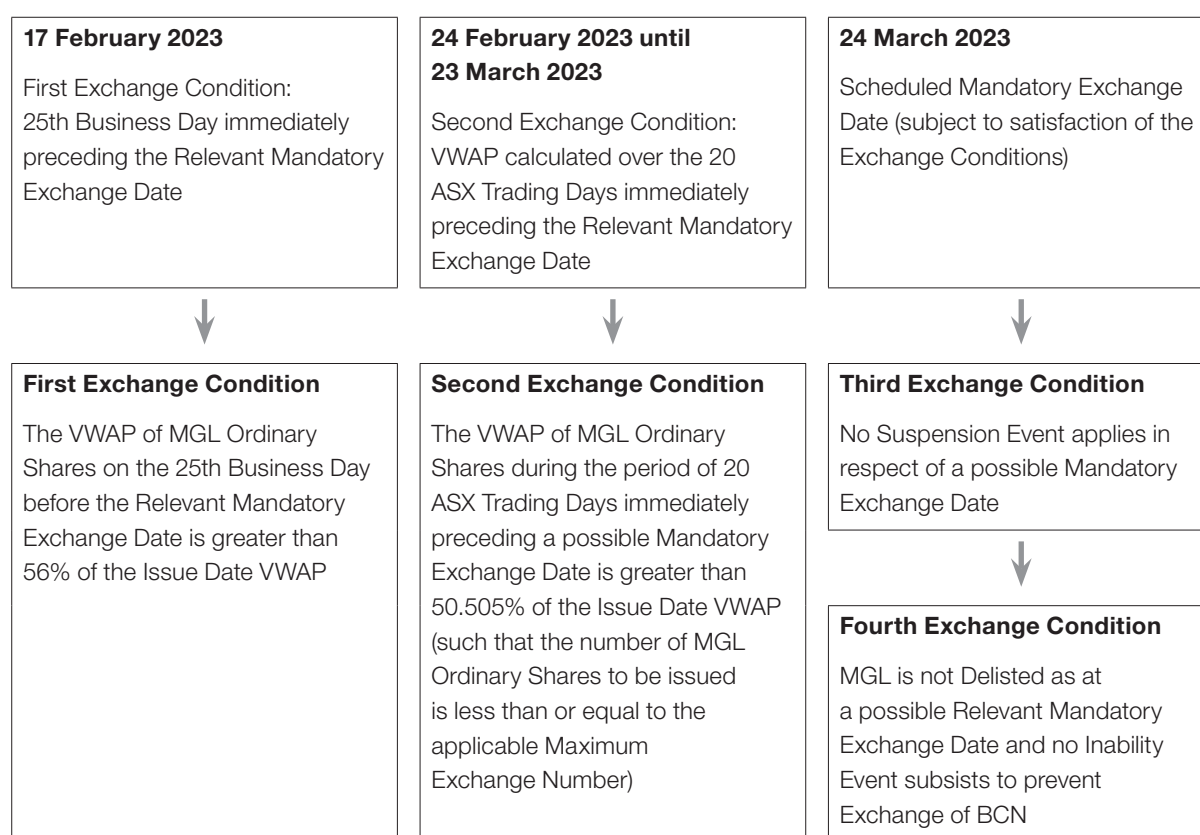 17 February 2023
First Exchange Condition:
25th Business Day immediately
preceding the Relevant Mandatory
Exchange Date
24 February 2023 until
23 March 2023
Second Exchange Condition:
VWAP calculated over the 20
ASX Trading Days immediately
preceding the Relevant Mandatory
Exchange Date
24 March 2023
Scheduled Mandatory Exchange
Date (subject to satisfaction of the
Exchange Conditions)
First Exchange Condition
The VWAP of MGL Ordinary
Shares on the 25th Business Day
before the Relevant Mandatory
Exchange Date is greater than
56% of the Issue Date VWAP
Second Exchange Condition
The VWAP of MGL Ordinary
Shares during the period of 20
ASX Trading Days immediately
preceding a possible Mandatory
Exchange Date is greater than
50.505% of the Issue Date VWAP
(such that the number of MGL
Ordinary Shares to be issued
is less than or equal to the
applicable Maximum
Exchange Number)
Third Exchange Condition
No Suspension Event applies in
respect of a possible Mandatory
Exchange Date
Fourth Exchange Condition
MGL is not Delisted as at
a possible Relevant Mandatory
Exchange Date and no Inability
Event subsists to prevent
Exchange of BCN